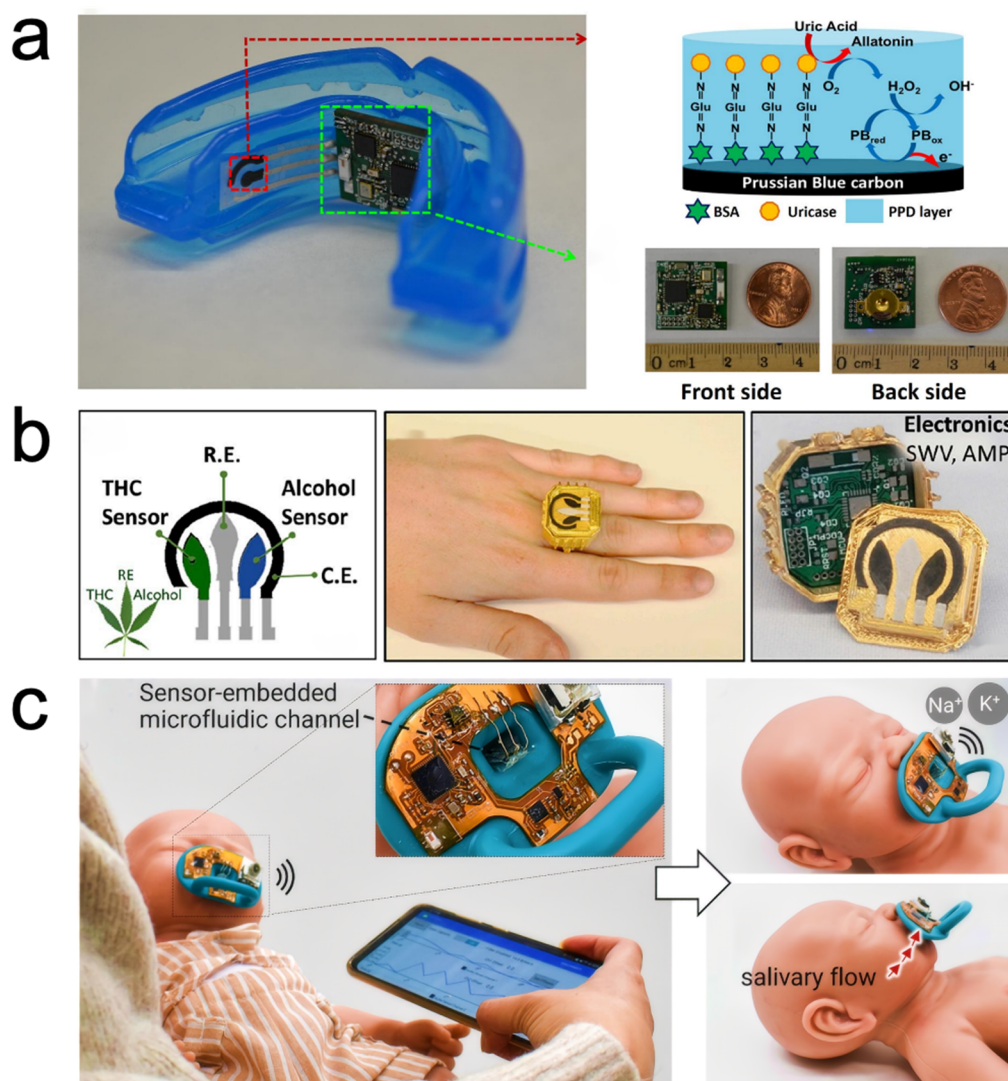 a
Uric Acid
Allatonin
O₂
H₂O₂
OH⁻
N
N
N
N
Glu
Glu
Glu
Glu
N
N
N
N
PBred
PBox
e⁻
Prussian Blue carbon
BSA
Uricase
PPD layer
0 cm 1 2 3 4
0 cm 1 2 3 4
Front side
Back side
b
R.E.
THC
Sensor
Alcohol
Sensor
C.E.
RE
THC
Alcohol
Electronics
SWV, AMP
c
Sensor-embedded
microfluidic channel
Na⁺
K⁺
salivary flow